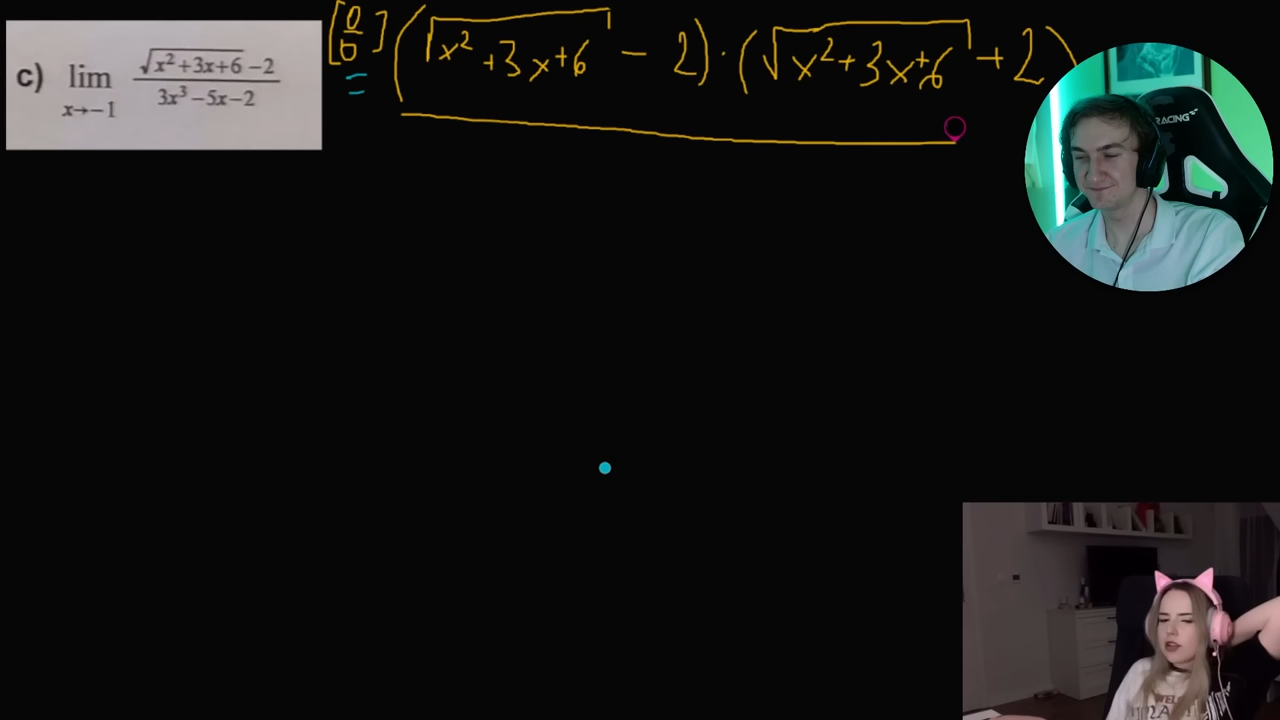 c) lim x→-1 (√(x²+3x+6) -2)/(3x³-5x-2)
[0/0] (√(x²+3x+6) - 2)·(√(x²+3x+6) + 2)
=
RACING